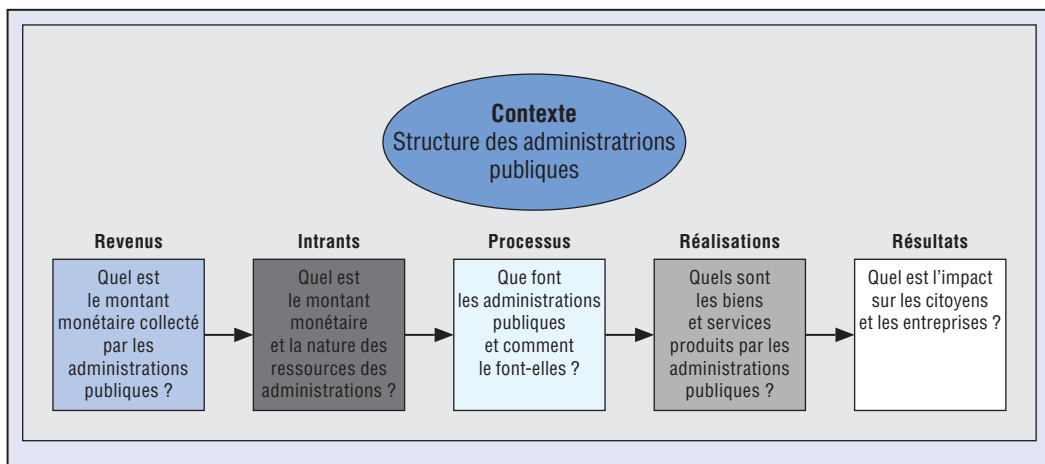 Contexte
Structure des administratrions
publiques
Revenus
Quel est
le montant
monétaire collecté
par les
administrations
publiques ?
Intrants
Quel est
le montant
monétaire
et la nature des
ressources des
administrations ?
Processus
Que font
les administrations
publiques
et comment
le font-elles ?
Réalisations
Quels sont
les biens
et services
produits par les
administrations
publiques ?
Résultats
Quel est l’impact
sur les citoyens
et les entreprises ?